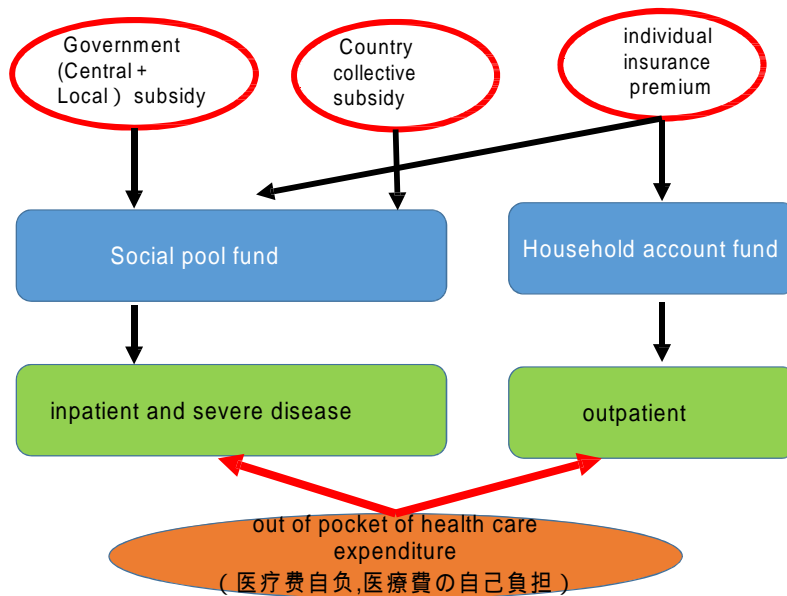 Government
(Central +
Local ) subsidy
Country
collective
subsidy
individual
insurance
premium
Social pool fund
Household account fund
inpatient and severe disease
outpatient
out of pocket of health care
expenditure
(医疗费自负,医療費の自己負担)